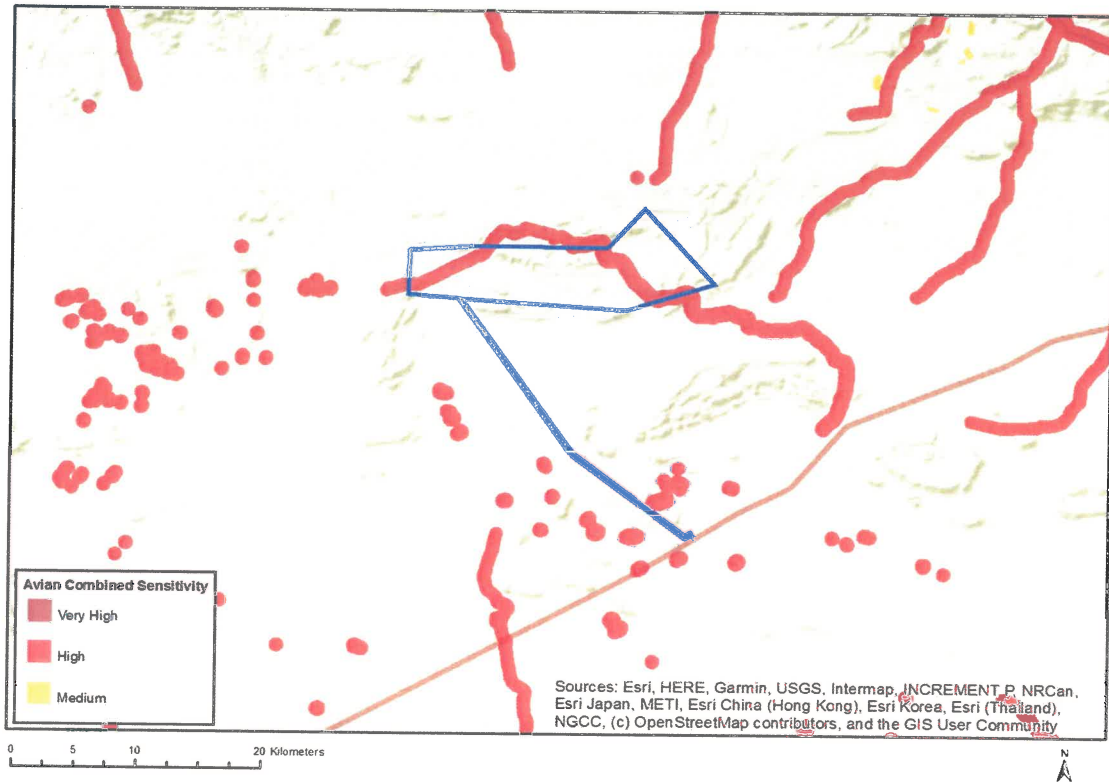 Avian Combined Sensitivity
Very High
High
Medium
Sources: Esri, HERE, Garmin, USGS, Intermap, INCREMENT P, NRCan,
Esri Japan, METI, Esri China (Hong Kong), Esri Korea, Esri (Thailand),
NGCC, (c) OpenStreetMap contributors, and the GIS User Community
0 5 10 20 Kilometers
N